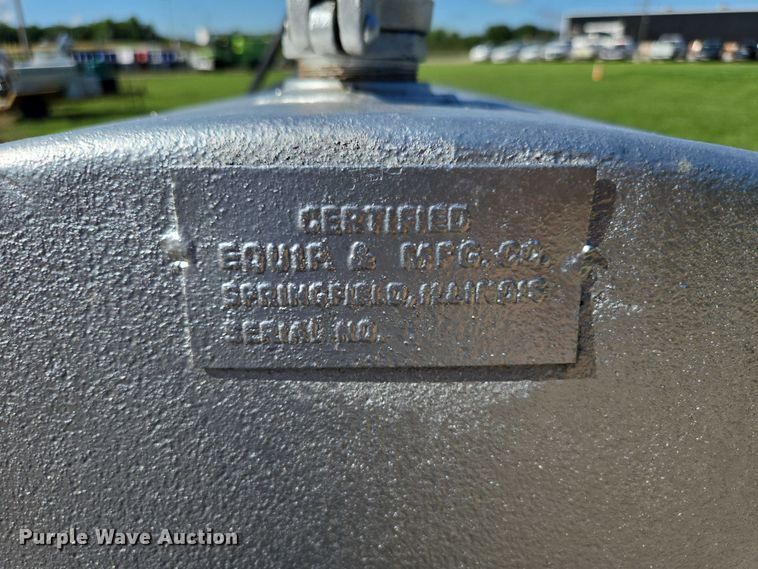 CERTIFIED
EQUIP. & MFG. CO.
SPRINGFIELD, ILLINOIS
SERIAL NO.
Purple Wave Auction